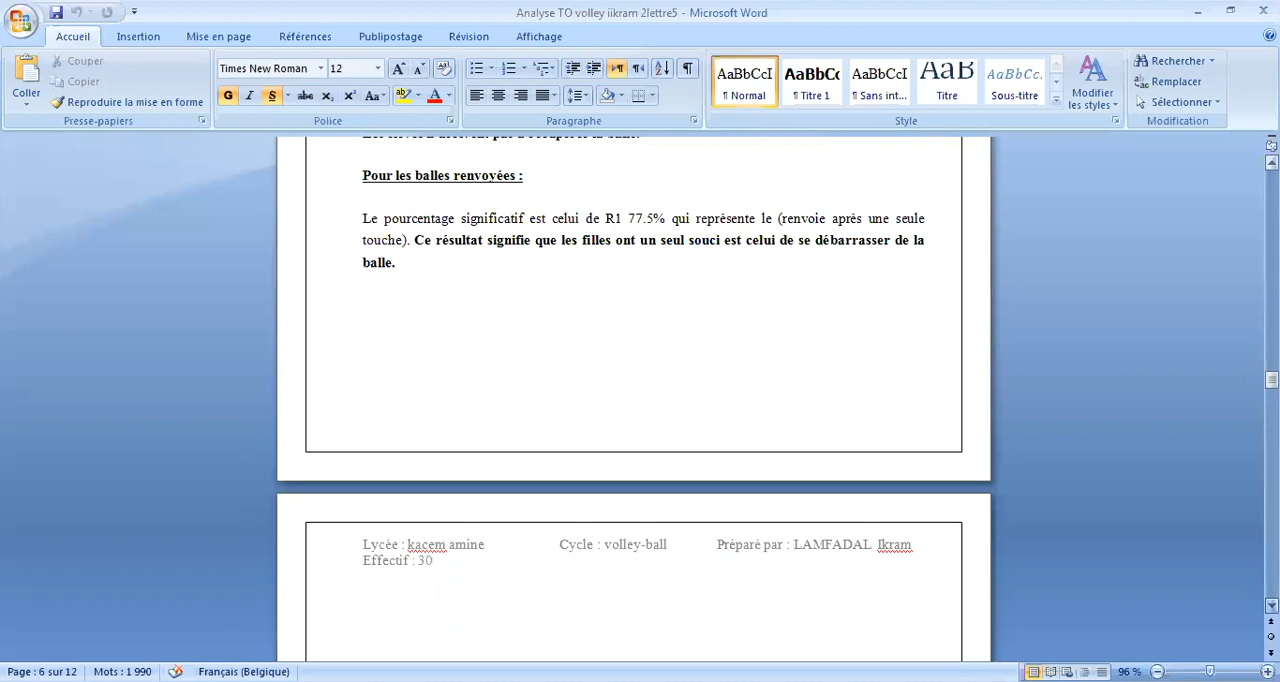 Analyse TO volley iikram 2lettre5 - Microsoft Word
Accueil Insertion Mise en page Références Publipostage Révision Affichage
Coller
Couper
Copier
Reproduire la mise en forme
Presse-papiers
Times New Roman 12
G I S abc X₂ X² Aa
Police
Paragraphe
AaBbCcI AaBbCc AaBbCcI AaB AaBbCc.
¶ Normal ¶ Titre 1 ¶ Sans int... Titre Sous-titre
Modifier
les styles
Style
Rechercher
Remplacer
Sélectionner
Modification
Pour les balles renvoyées :
Le pourcentage significatif est celui de R1 77.5% qui représente le (renvoie après une seule
touche). Ce résultat signifie que les filles ont un seul souci est celui de se débarrasser de la
balle.
Lycée : kacem amine Cycle : volley-ball Préparé par : LAMFADAL Ikram
Effectif : 30
Page : 6 sur 12 Mots : 1 990 Français (Belgique) 96 %